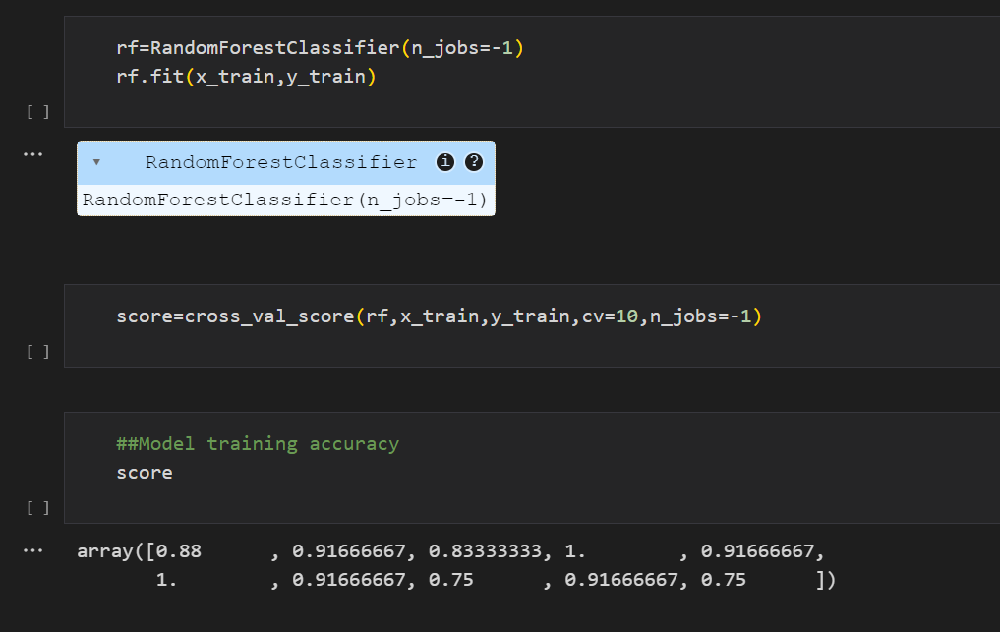 rf=RandomForestClassifier(n_jobs=-1)
rf.fit(x_train,y_train)
[ ]
...
▾ RandomForestClassifier i ?
RandomForestClassifier(n_jobs=-1)
score=cross_val_score(rf,x_train,y_train,cv=10,n_jobs=-1)
[ ]
##Model training accuracy
score
[ ]
...
array([0.88      , 0.91666667, 0.83333333, 1.        , 0.91666667,
       1.        , 0.91666667, 0.75      , 0.91666667, 0.75      ])